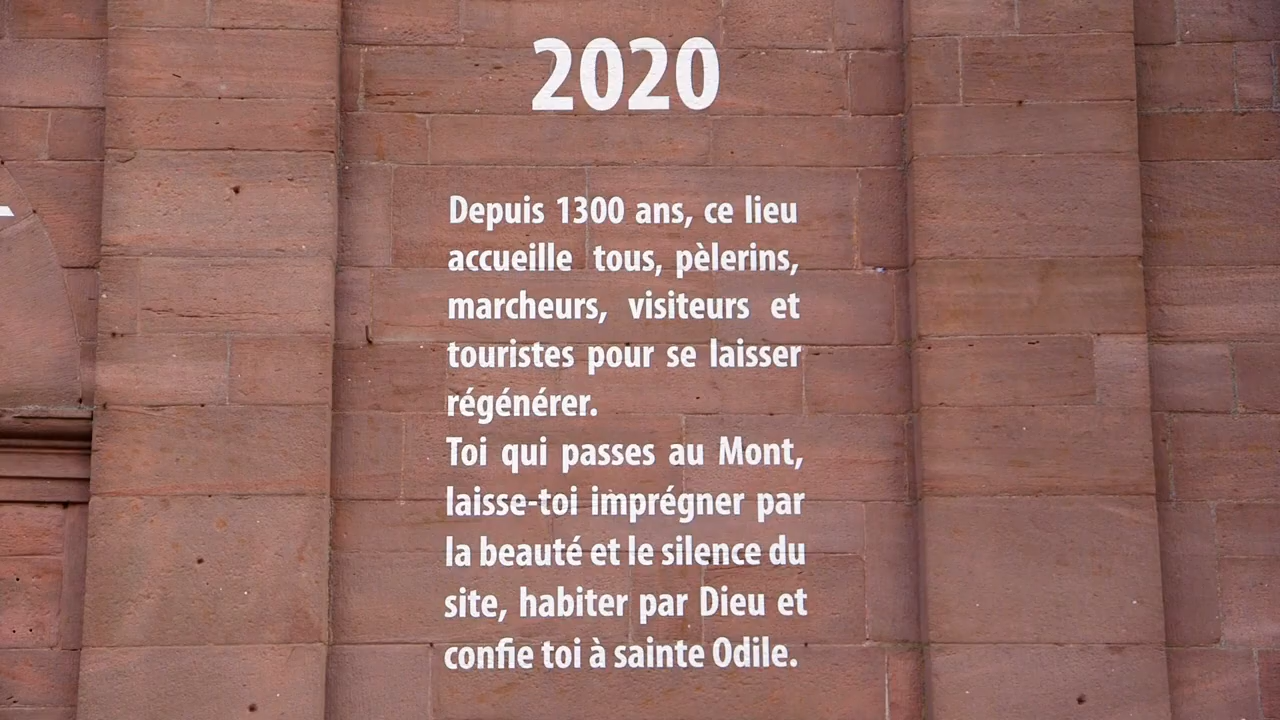 2020
Depuis 1300 ans, ce lieu
accueille tous, pèlerins,
marcheurs, visiteurs et
touristes pour se laisser
régénérer.
Toi qui passes au Mont,
laisse-toi imprégner par
la beauté et le silence du
site, habiter par Dieu et
confie toi à sainte Odile.